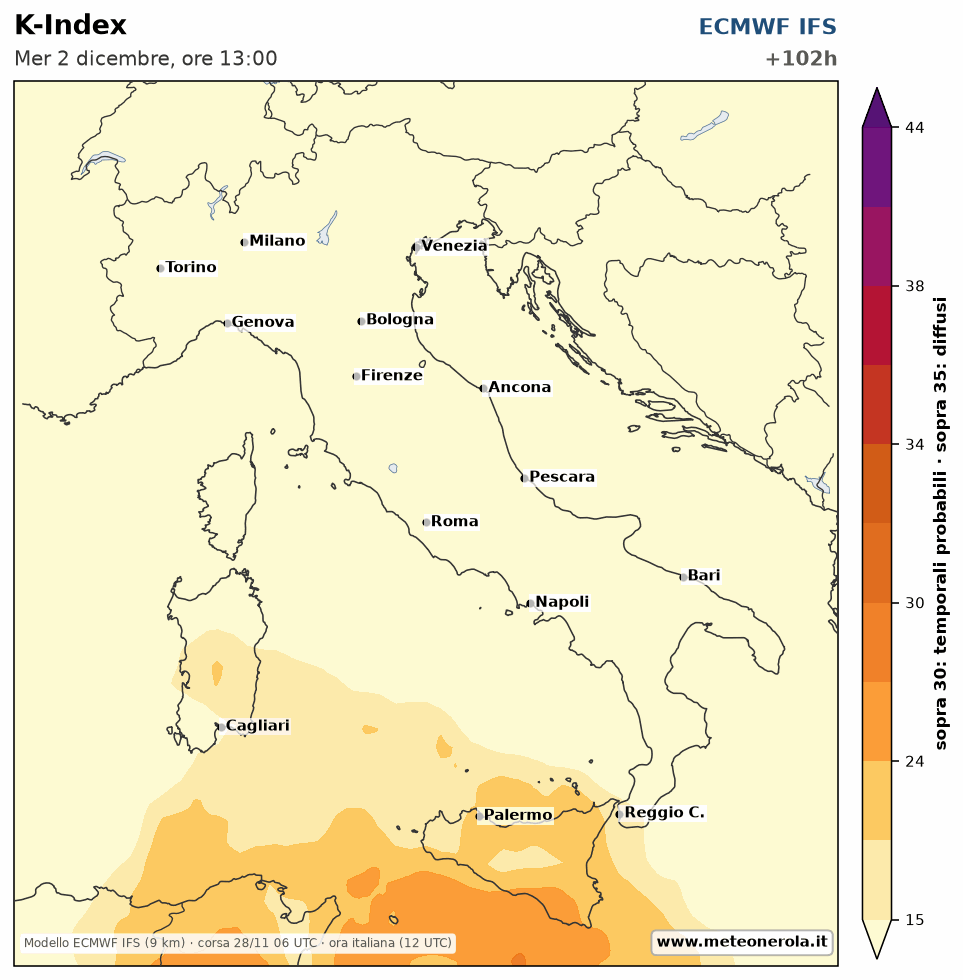 K-Index
ECMWF IFS
Mer 2 dicembre, ore 13:00
+102h
44
38
34
30
24
15
sopra 30: temporali probabili · sopra 35: diffusi
Milano
Venezia
Torino
Genova
Bologna
Firenze
Ancona
Pescara
Roma
Bari
Napoli
Cagliari
Palermo
Reggio C.
Modello ECMWF IFS (9 km) · corsa 28/11 06 UTC · ora italiana (12 UTC)
www.meteonerola.it